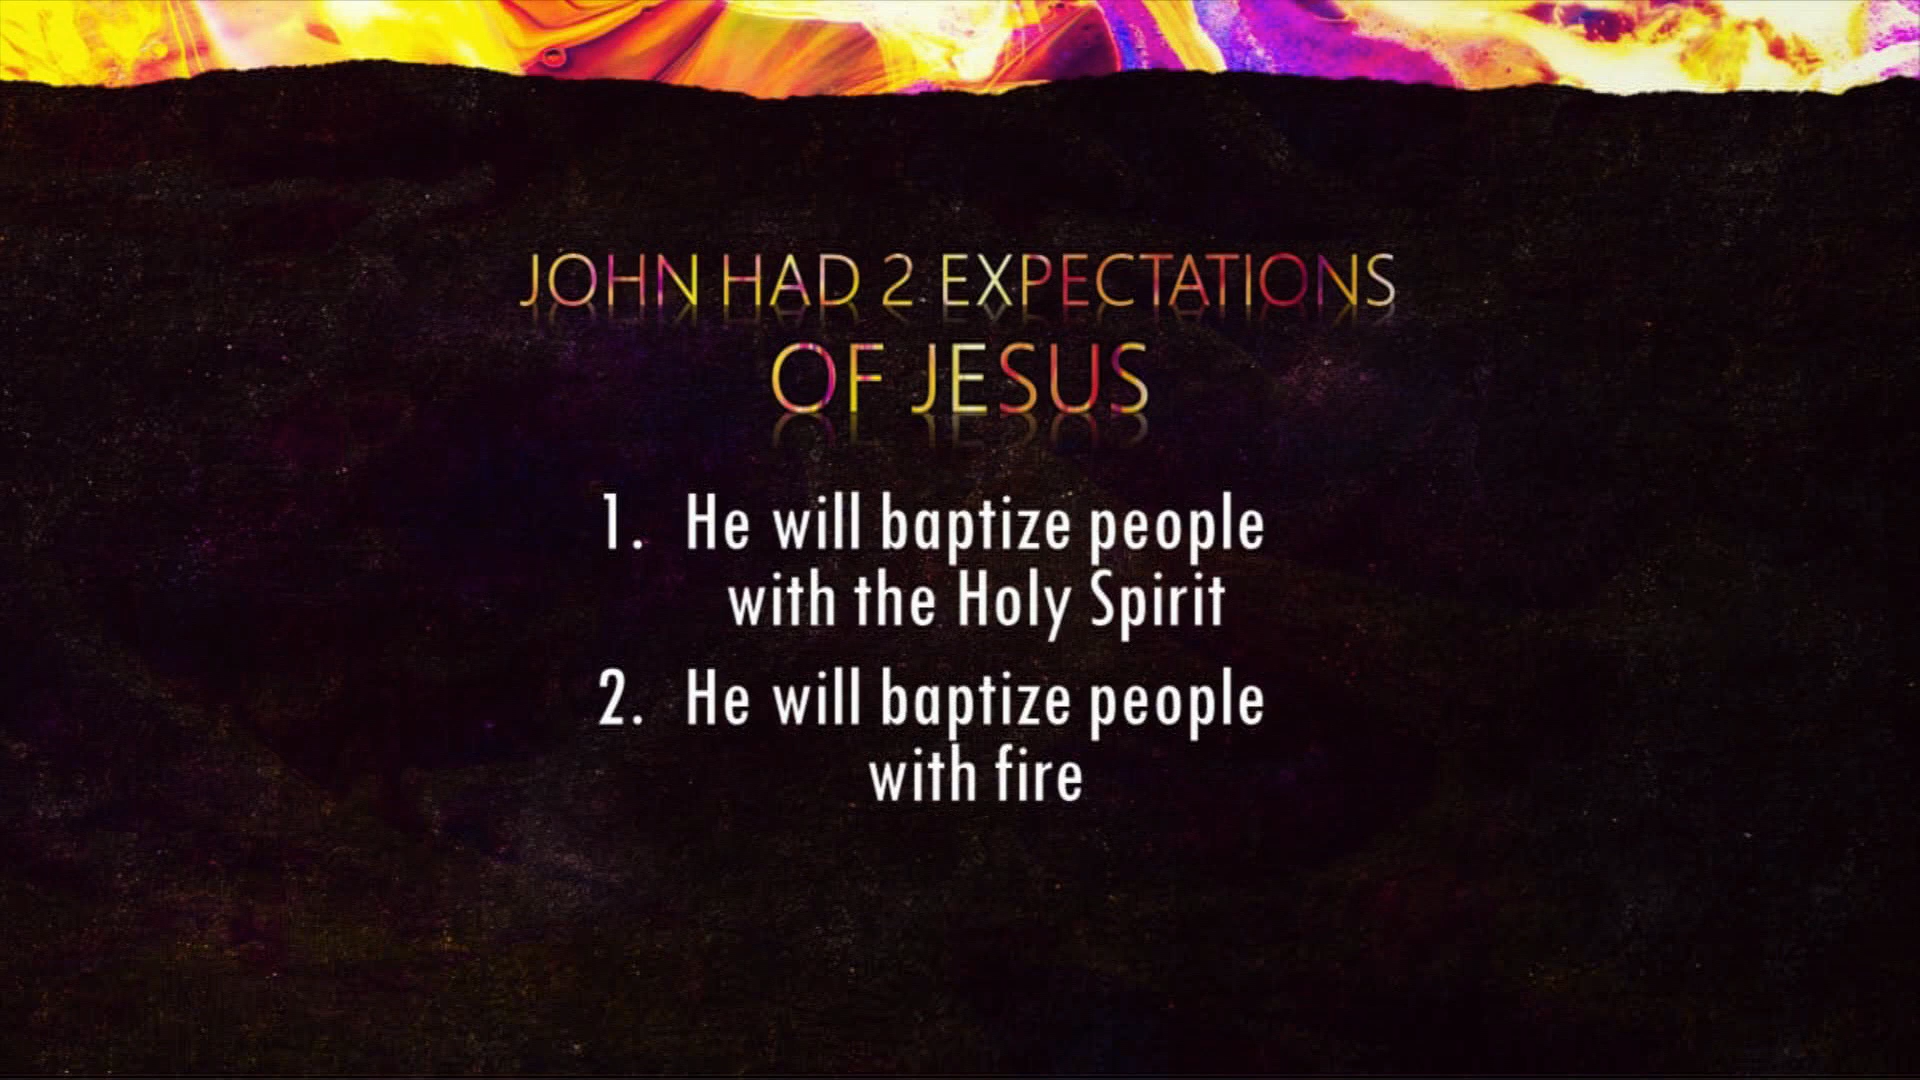 JOHN HAD 2 EXPECTATIONS
OF JESUS
1. He will baptize people
with the Holy Spirit
2. He will baptize people
with fire